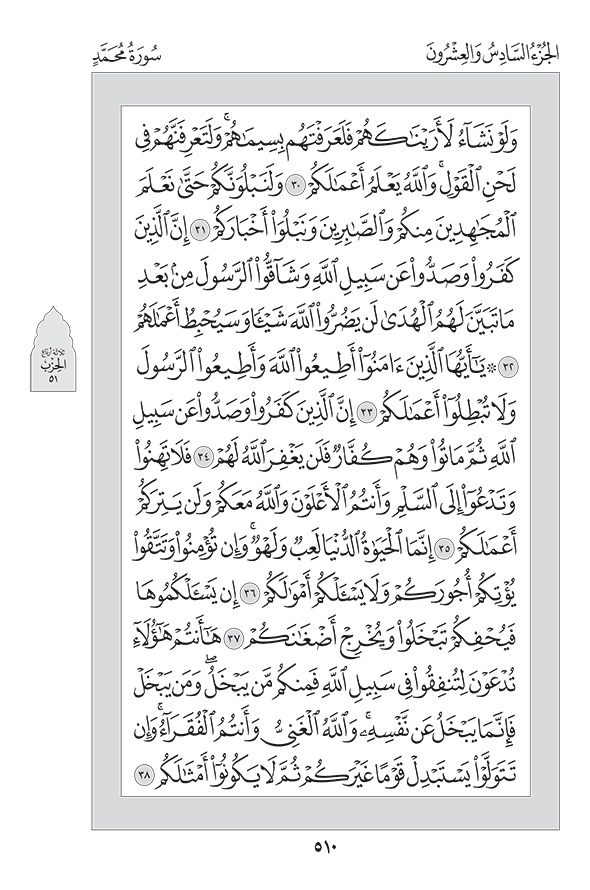 الجُزْءُ السَّادِسُ وَالعِشْرُونَ
سُورَةُ مُحَمَّدٍ
وَلَوْ نَشَآءُ لَأَرَيْنَٰكَهُمْ فَلَعَرَفْتَهُم بِسِيمَٰهُمْ ۚ وَلَتَعْرِفَنَّهُمْ فِى
لَحْنِ ٱلْقَوْلِ ۚ وَٱللَّهُ يَعْلَمُ أَعْمَٰلَكُمْ ٣٠ وَلَنَبْلُوَنَّكُمْ حَتَّىٰ نَعْلَمَ
ٱلْمُجَٰهِدِينَ مِنكُمْ وَٱلصَّٰبِرِينَ وَنَبْلُوَا۟ أَخْبَارَكُمْ ٣١ إِنَّ ٱلَّذِينَ
كَفَرُوا۟ وَصَدُّوا۟ عَن سَبِيلِ ٱللَّهِ وَشَآقُّوا۟ ٱلرَّسُولَ مِنۢ بَعْدِ
مَا تَبَيَّنَ لَهُمُ ٱلْهُدَىٰ لَن يَضُرُّوا۟ ٱللَّهَ شَيْـًٔا وَسَيُحْبِطُ أَعْمَٰلَهُمْ
٣٢ ۞ يَٰٓأَيُّهَا ٱلَّذِينَ ءَامَنُوٓا۟ أَطِيعُوا۟ ٱللَّهَ وَأَطِيعُوا۟ ٱلرَّسُولَ
وَلَا تُبْطِلُوٓا۟ أَعْمَٰلَكُمْ ٣٣ إِنَّ ٱلَّذِينَ كَفَرُوا۟ وَصَدُّوا۟ عَن سَبِيلِ
ٱللَّهِ ثُمَّ مَاتُوا۟ وَهُمْ كُفَّارٌ فَلَن يَغْفِرَ ٱللَّهُ لَهُمْ ٣٤ فَلَا تَهِنُوا۟
وَتَدْعُوٓا۟ إِلَى ٱلسَّلْمِ وَأَنتُمُ ٱلْأَعْلَوْنَ وَٱللَّهُ مَعَكُمْ وَلَن يَتِرَكُمْ
أَعْمَٰلَكُمْ ٣٥ إِنَّمَا ٱلْحَيَوٰةُ ٱلدُّنْيَا لَعِبٌ وَلَهْوٌ ۚ وَإِن تُؤْمِنُوا۟ وَتَتَّقُوا۟
يُؤْتِكُمْ أُجُورَكُمْ وَلَا يَسْـَٔلْكُمْ أَمْوَٰلَكُمْ ٣٦ إِن يَسْـَٔلْكُمُوهَا
فَيُحْفِكُمْ تَبْخَلُوا۟ وَيُخْرِجْ أَضْغَٰنَكُمْ ٣٧ هَٰٓأَنتُمْ هَٰٓؤُلَآءِ
تُدْعَوْنَ لِتُنفِقُوا۟ فِى سَبِيلِ ٱللَّهِ فَمِنكُم مَّن يَبْخَلُ ۖ وَمَن يَبْخَلْ
فَإِنَّمَا يَبْخَلُ عَن نَّفْسِهِۦ ۚ وَٱللَّهُ ٱلْغَنِىُّ وَأَنتُمُ ٱلْفُقَرَآءُ ۚ وَإِن
تَتَوَلَّوْا۟ يَسْتَبْدِلْ قَوْمًا غَيْرَكُمْ ثُمَّ لَا يَكُونُوٓا۟ أَمْثَٰلَكُم ٣٨
ثلاثة أرباع
الحِزْب
٥١
٥١٠